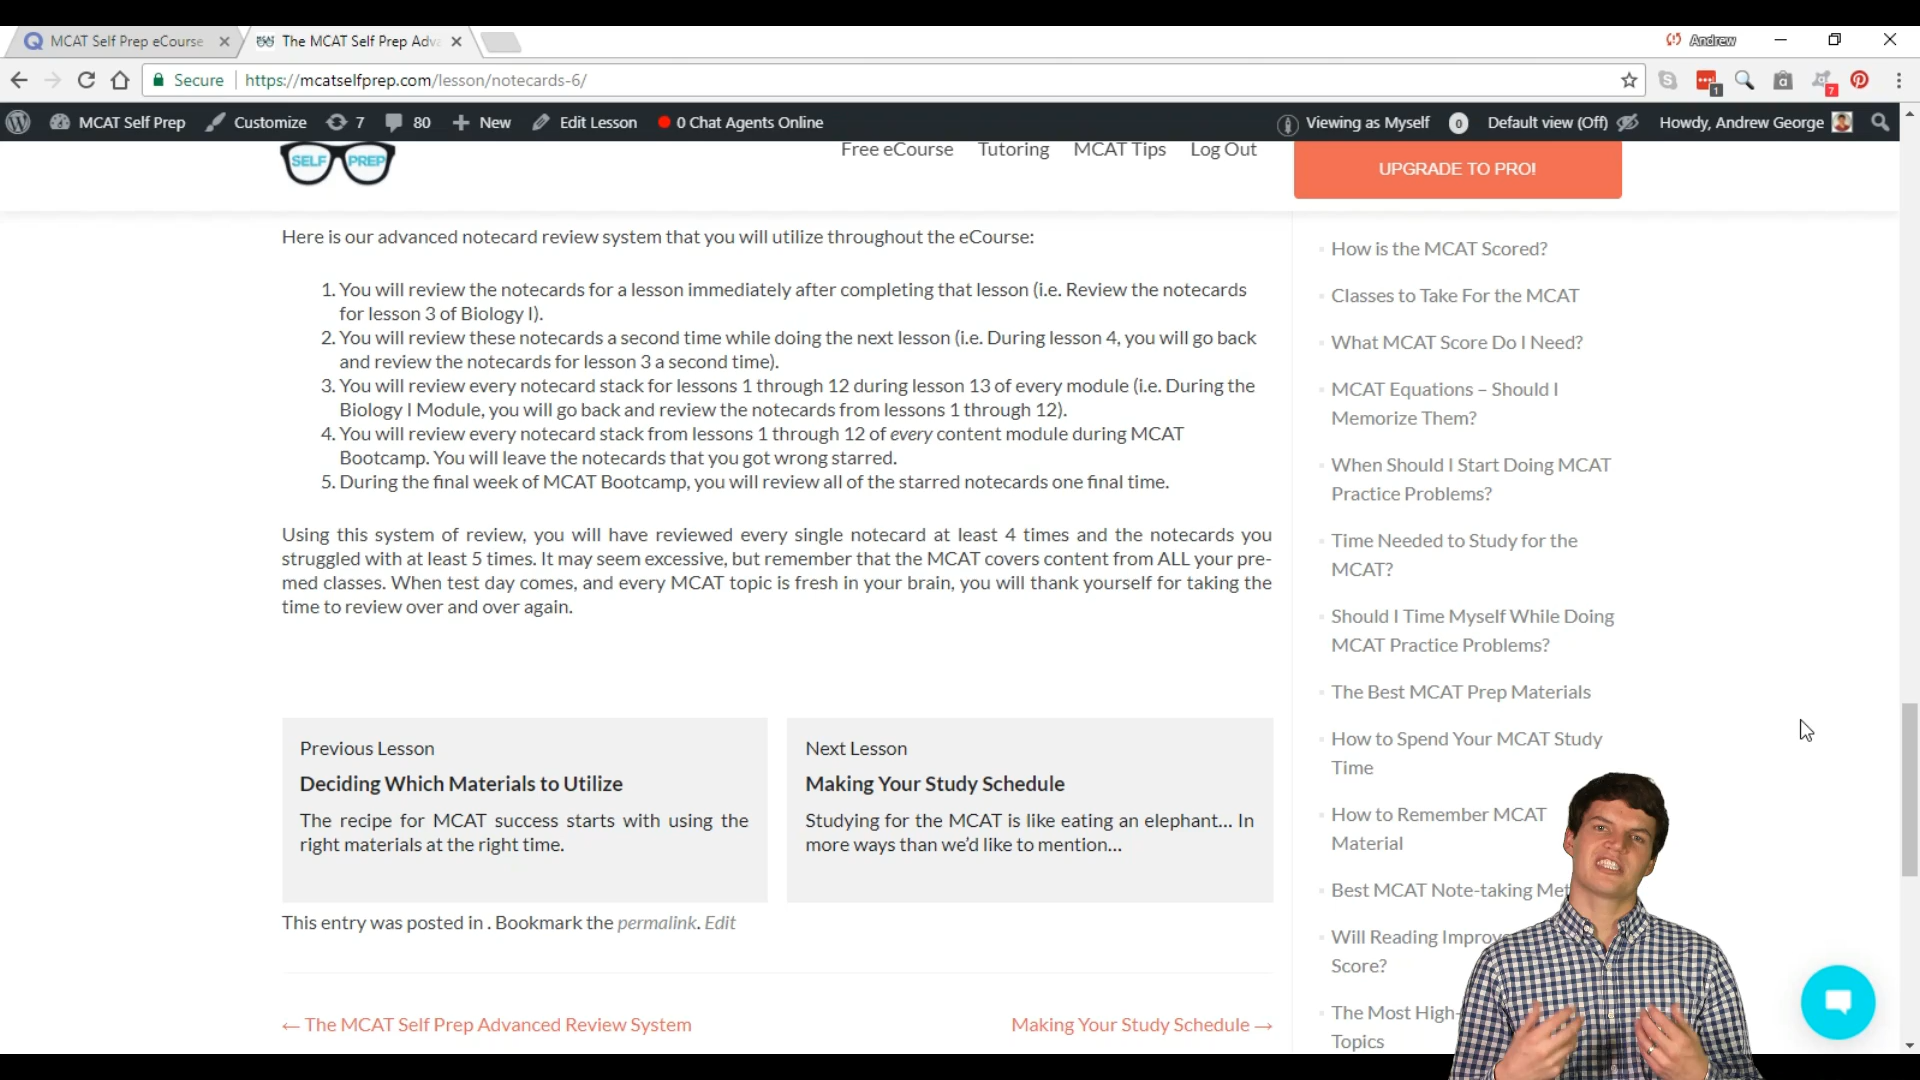 MCAT Self Prep eCourse
The MCAT Self Prep Adv
Andrew
Secure
https://mcatselfprep.com/lesson/notecards-6/
1
7
MCAT Self Prep
Customize
7
80
New
Edit Lesson
0 Chat Agents Online
Viewing as Myself
0
Default view (Off)
Howdy, Andrew George
SELF PREP
Free eCourse
Tutoring
MCAT Tips
Log Out
UPGRADE TO PRO!
Here is our advanced notecard review system that you will utilize throughout the eCourse:
1. You will review the notecards for a lesson immediately after completing that lesson (i.e. Review the notecards
for lesson 3 of Biology I).
2. You will review these notecards a second time while doing the next lesson (i.e. During lesson 4, you will go back
and review the notecards for lesson 3 a second time).
3. You will review every notecard stack for lessons 1 through 12 during lesson 13 of every module (i.e. During the
Biology I Module, you will go back and review the notecards from lessons 1 through 12).
4. You will review every notecard stack from lessons 1 through 12 of every content module during MCAT
Bootcamp. You will leave the notecards that you got wrong starred.
5. During the final week of MCAT Bootcamp, you will review all of the starred notecards one final time.
Using this system of review, you will have reviewed every single notecard at least 4 times and the notecards you
struggled with at least 5 times. It may seem excessive, but remember that the MCAT covers content from ALL your pre-
med classes. When test day comes, and every MCAT topic is fresh in your brain, you will thank yourself for taking the
time to review over and over again.
Previous Lesson
Deciding Which Materials to Utilize
The recipe for MCAT success starts with using the
right materials at the right time.
Next Lesson
Making Your Study Schedule
Studying for the MCAT is like eating an elephant... In
more ways than we'd like to mention...
This entry was posted in . Bookmark the permalink. Edit
← The MCAT Self Prep Advanced Review System
Making Your Study Schedule →
How is the MCAT Scored?
Classes to Take For the MCAT
What MCAT Score Do I Need?
MCAT Equations – Should I
Memorize Them?
When Should I Start Doing MCAT
Practice Problems?
Time Needed to Study for the
MCAT?
Should I Time Myself While Doing
MCAT Practice Problems?
The Best MCAT Prep Materials
How to Spend Your MCAT Study
Time
How to Remember MCAT
Material
Best MCAT Note-taking Met
Will Reading Improv
Score?
The Most High-
Topics